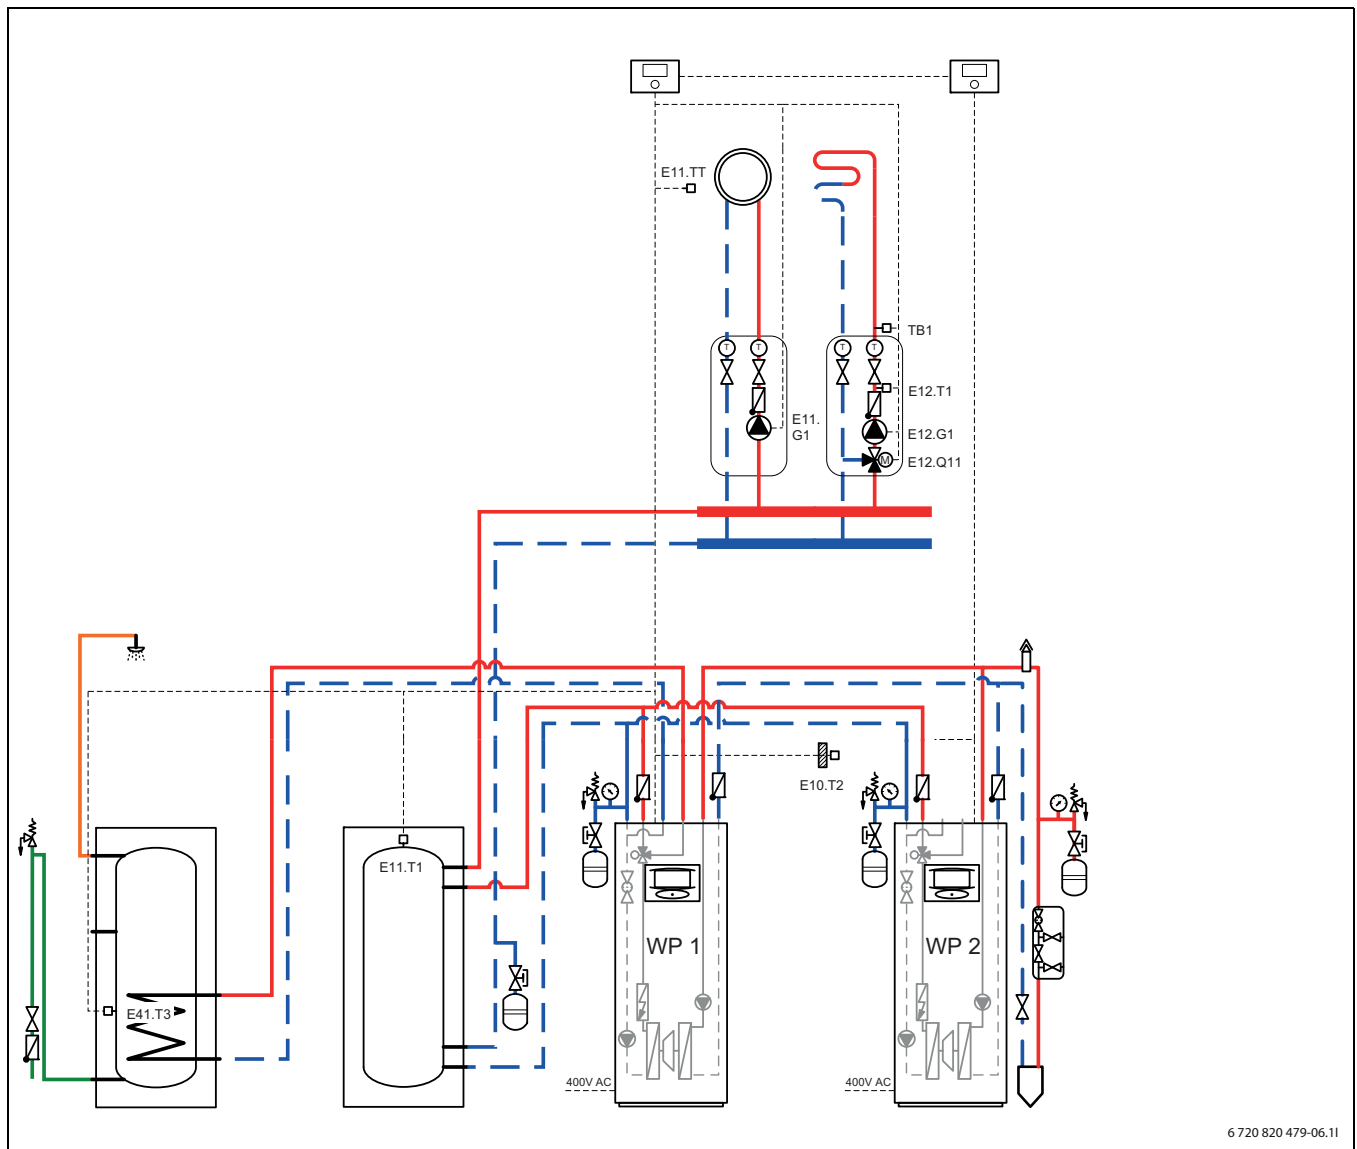 E11.TT
TB1
T
T
T
T
E12.T1
E11.
G1
E12.G1
M
E12.Q11
E10.T2
E11.T1
WP 1
WP 2
E41.T3
400V AC
400V AC
6 720 820 479-06.1I